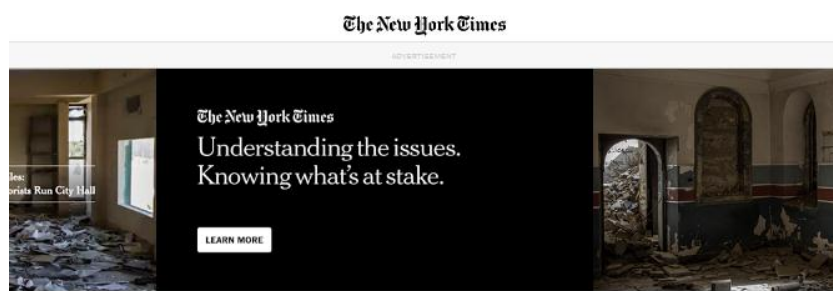 The New York Times
ADVERTISEMENT
The New York Times
Understanding the issues.
Knowing what's at stake.
Run City Hall
LEARN MORE